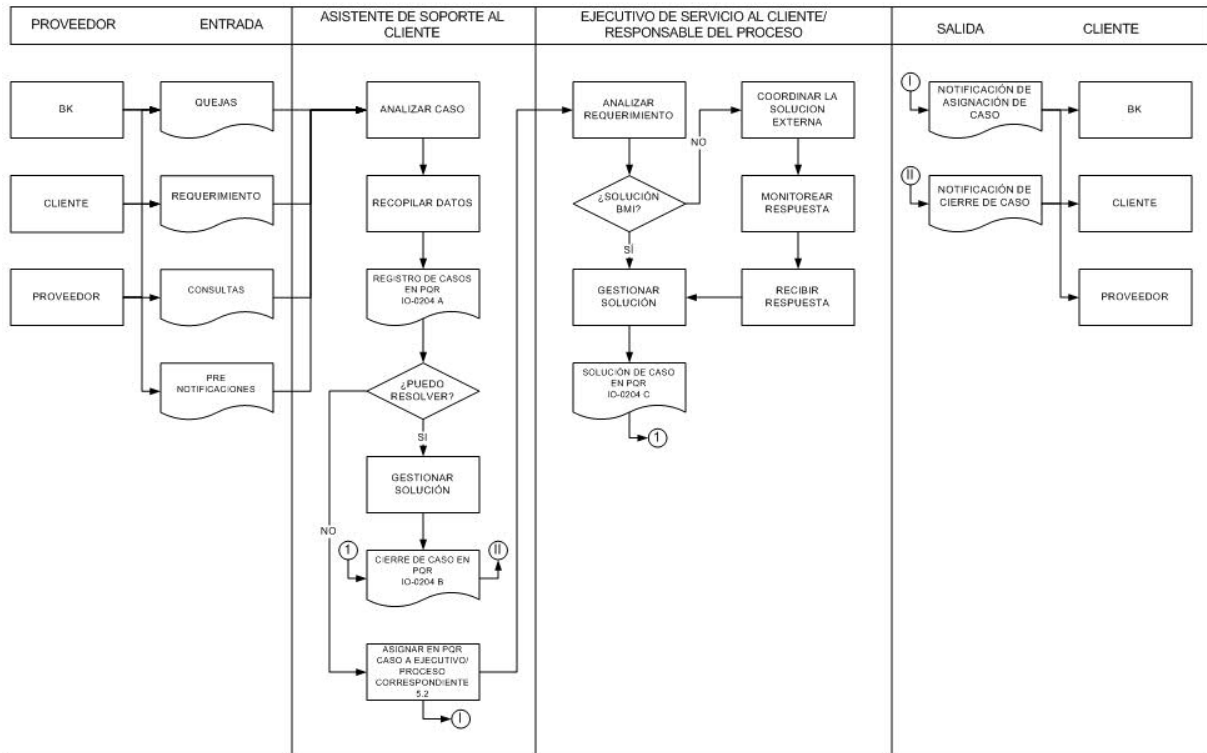 PROVEEDOR
ENTRADA
ASISTENTE DE SOPORTE AL
CLIENTE
EJECUTIVO DE SERVICIO AL CLIENTE/
RESPONSABLE DEL PROCESO
SALIDA
CLIENTE
BK
CLIENTE
PROVEEDOR
QUEJAS
REQUERIMIENTO
CONSULTAS
PRE
NOTIFICACIONES
ANALIZAR CASO
RECOPILAR DATOS
REGISTRO DE CASOS
EN PQR
IO-0204 A
¿PUEDO
RESOLVER?
SI
NO
GESTIONAR
SOLUCIÓN
1
CIERRE DE CASO EN
PQR
IO-0204 B
II
ASIGNAR EN PQR
CASO A EJECUTIVO/
PROCESO
CORRESPONDIENTE
5.2
I
ANALIZAR
REQUERIMIENTO
¿SOLUCIÓN
BMI?
NO
SÍ
GESTIONAR
SOLUCIÓN
SOLUCIÓN DE CASO
EN PQR
IO-0204 C
1
COORDINAR LA
SOLUCION
EXTERNA
MONITOREAR
RESPUESTA
RECIBIR
RESPUESTA
I
NOTIFICACIÓN DE
ASIGNACIÓN DE
CASO
II
NOTIFICACIÓN DE
CIERRE DE CASO
BK
CLIENTE
PROVEEDOR